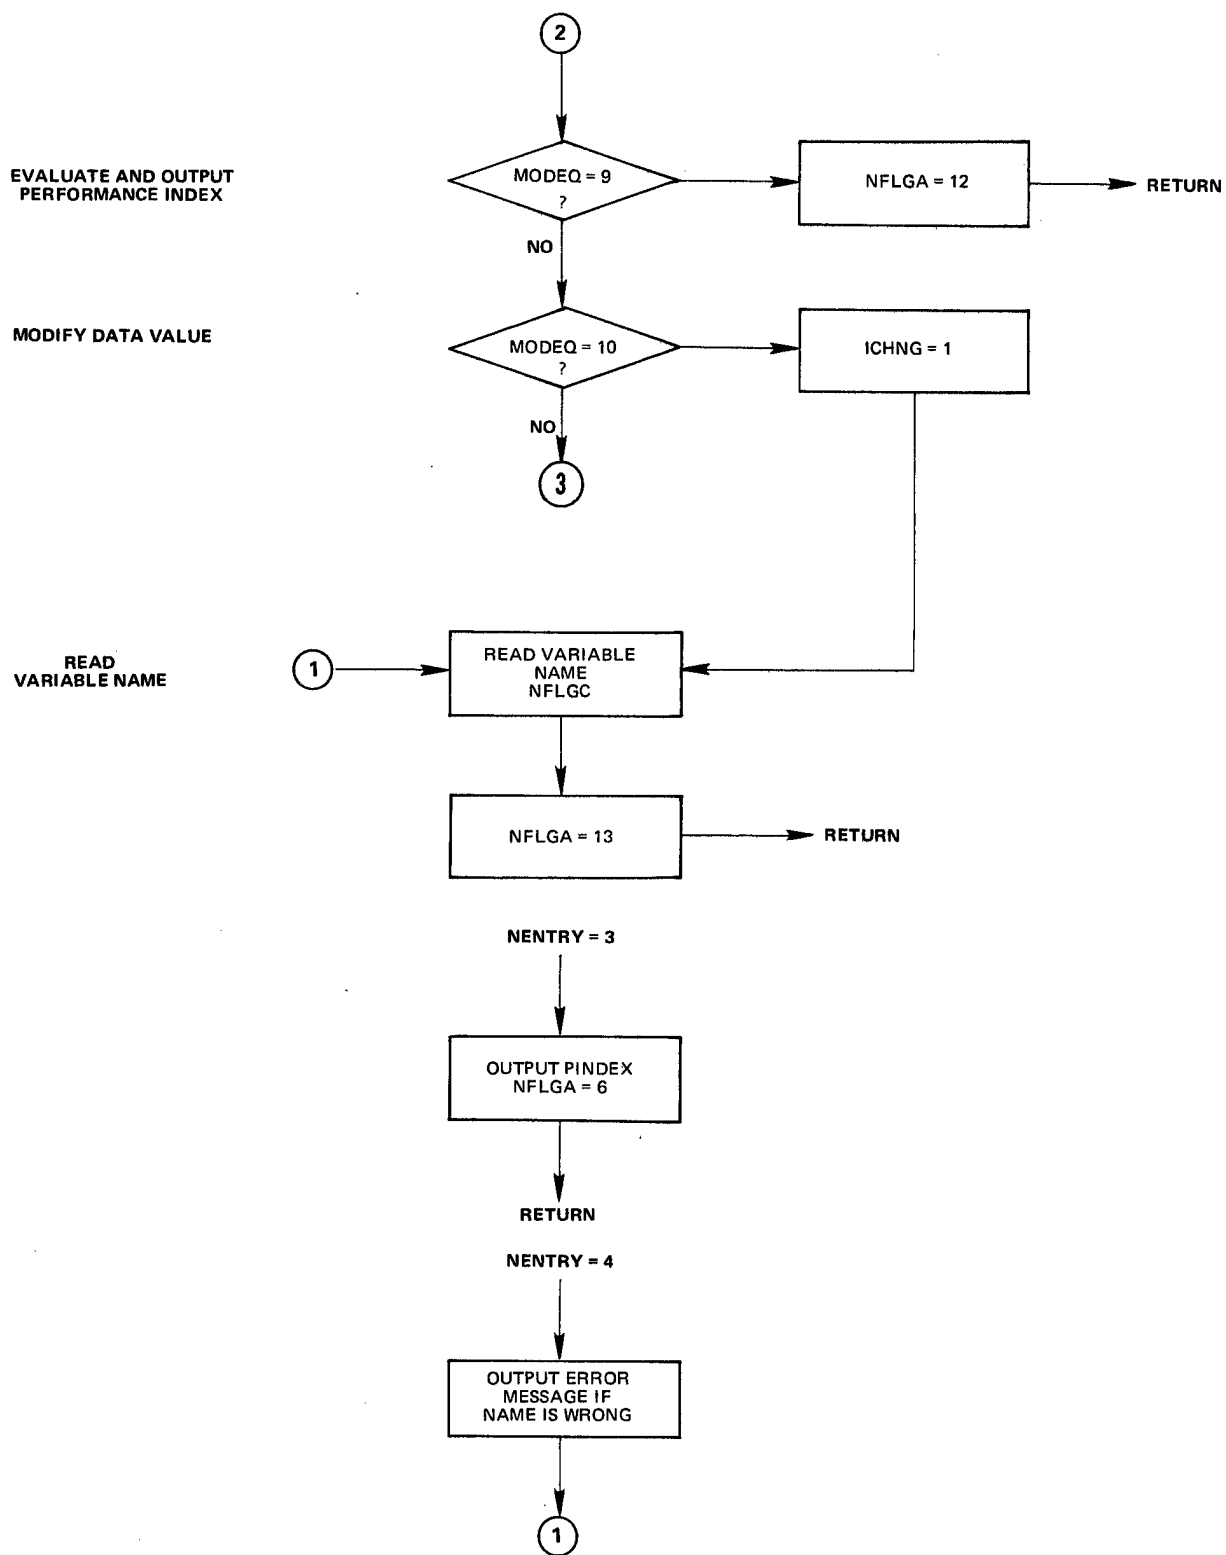 2
EVALUATE AND OUTPUT
PERFORMANCE INDEX
MODEQ = 9
?
NFLGA = 12
RETURN
NO
MODIFY DATA VALUE
MODEQ = 10
?
ICHNG = 1
NO
3
READ
VARIABLE NAME
1
READ VARIABLE
NAME
NFLGC
NFLGA = 13
RETURN
NENTRY = 3
OUTPUT PINDEX
NFLGA = 6
RETURN
NENTRY = 4
OUTPUT ERROR
MESSAGE IF
NAME IS WRONG
1